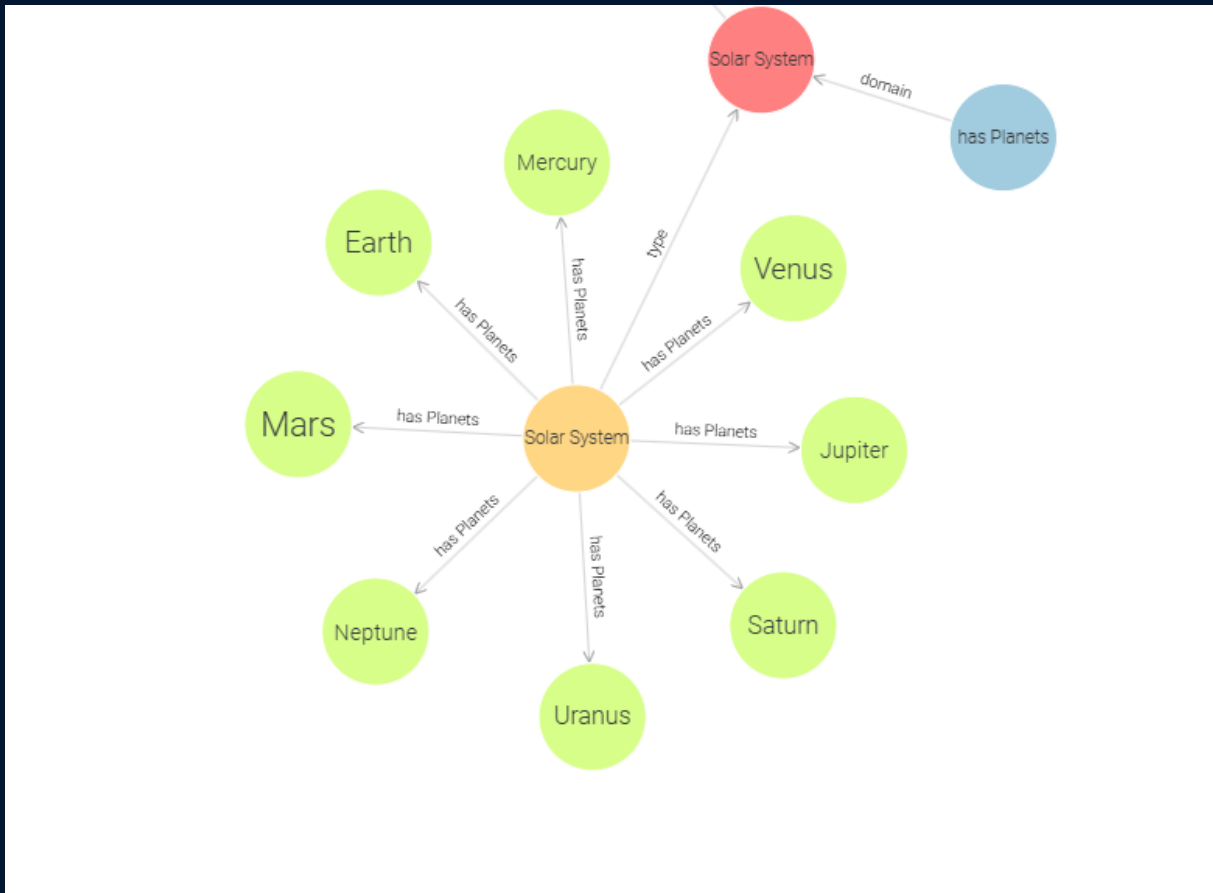 Solar System
domain
has Planets
Mercury
Earth
type
Venus
has Planets
has Planets
has Planets
Mars
has Planets
Solar System
has Planets
Jupiter
has Planets
has Planets
has Planets
Neptune
Saturn
Uranus